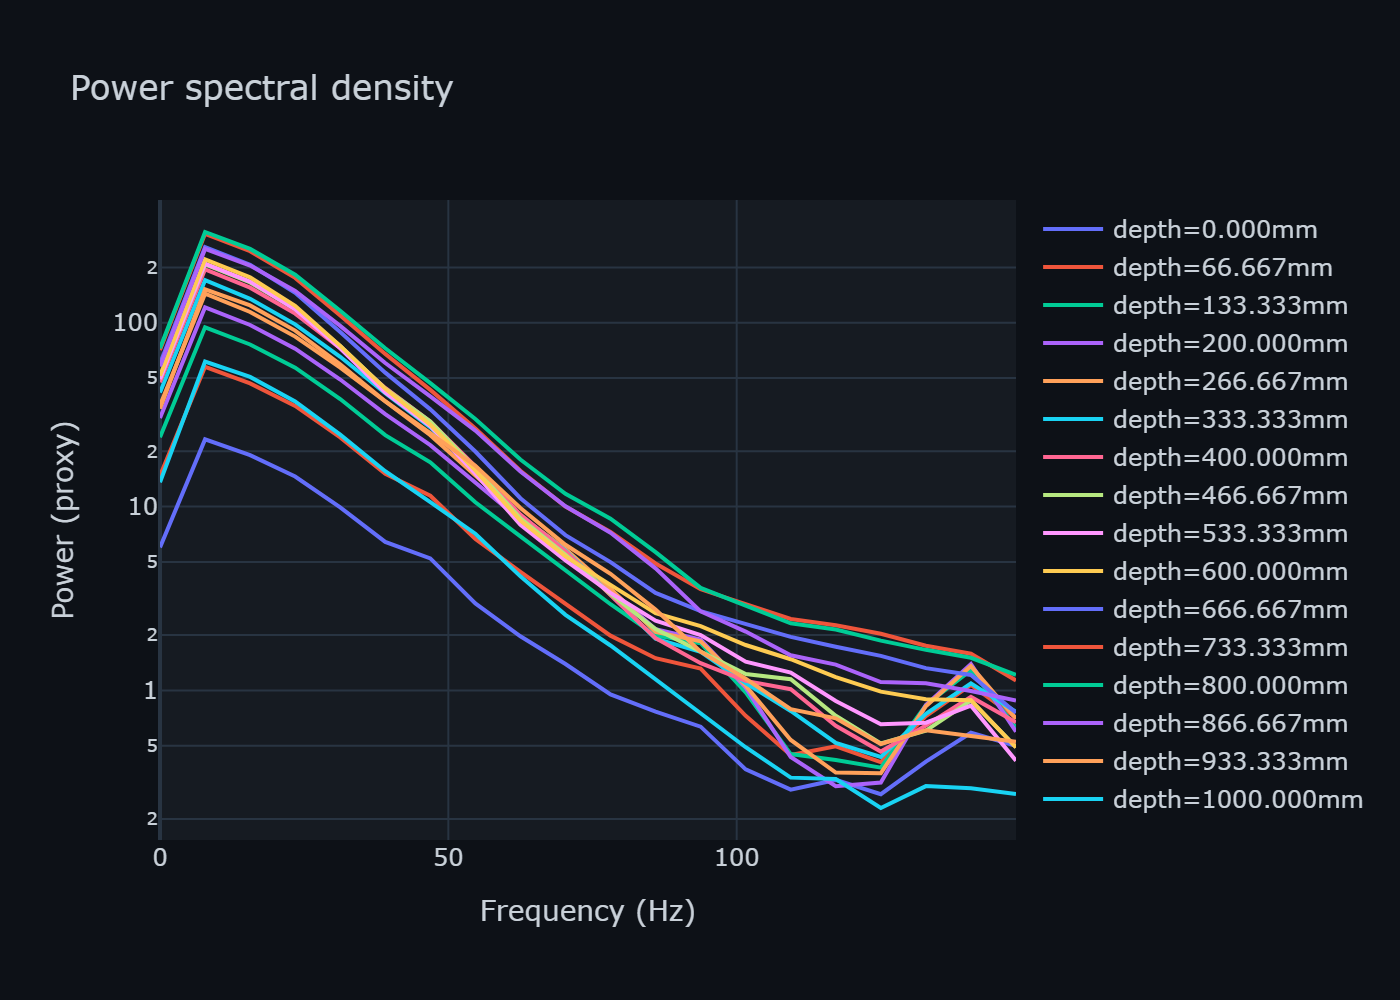 Power spectral density
2
100
5
2
10
5
2
1
5
2
0
50
100
Power (proxy)
Frequency (Hz)
depth=0.000mm
depth=66.667mm
depth=133.333mm
depth=200.000mm
depth=266.667mm
depth=333.333mm
depth=400.000mm
depth=466.667mm
depth=533.333mm
depth=600.000mm
depth=666.667mm
depth=733.333mm
depth=800.000mm
depth=866.667mm
depth=933.333mm
depth=1000.000mm